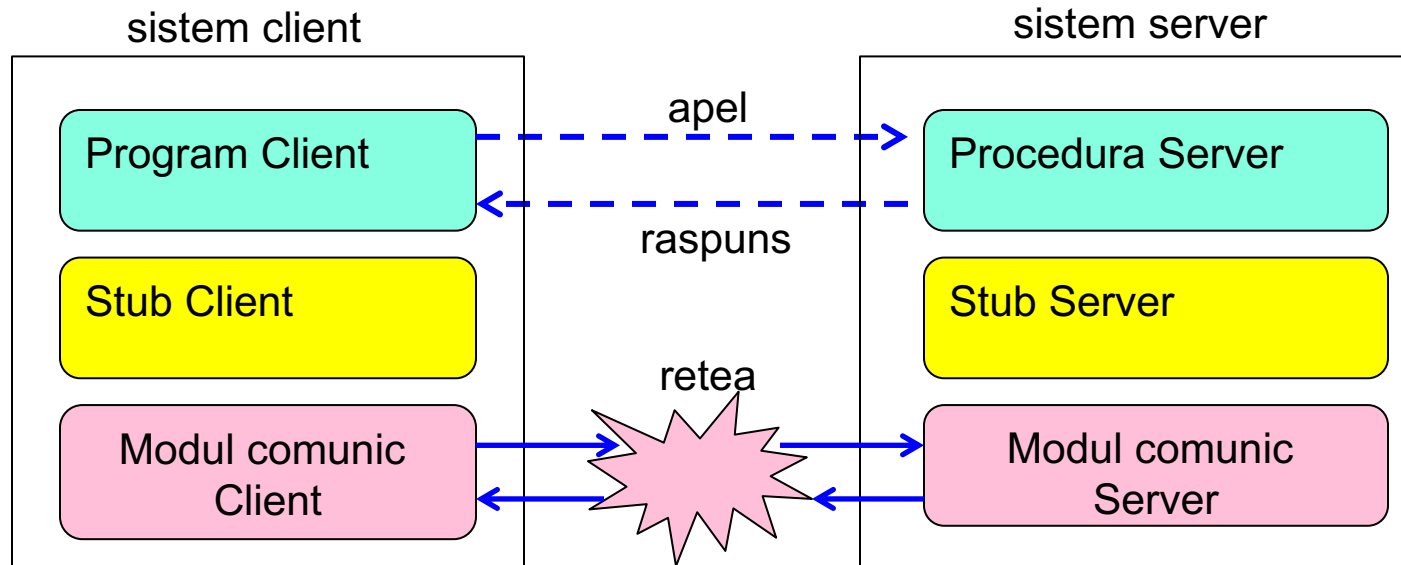 sistem client
sistem server
apel
Program Client
Procedura Server
raspuns
Stub Client
Stub Server
retea
Modul comunic
Client
Modul comunic
Server